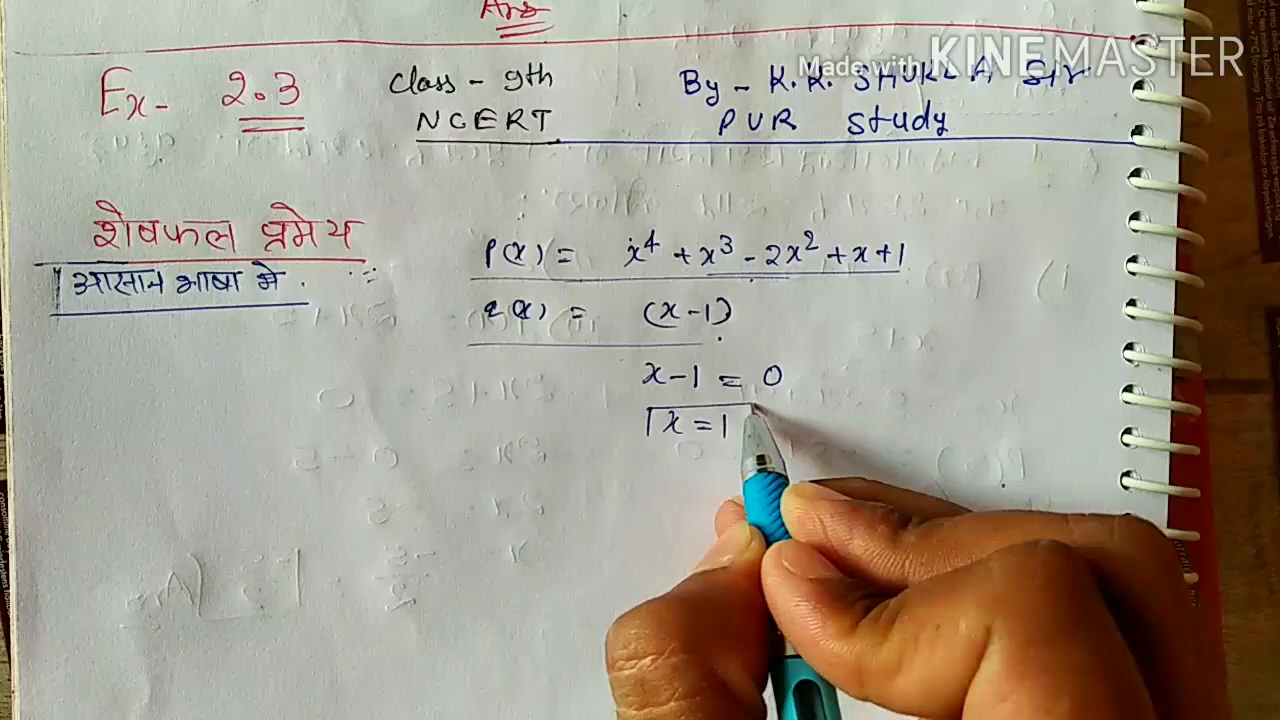 Ans
Made with KINEMASTER
Ex- 2.3 Class - 9th By - K.K. SHUKLA Sir
NCERT PUR Study
शेषफल प्रमेय
आसान भाषा मे.
P(x) = x⁴ + x³ - 2x² + x + 1
(x) = (x-1)
x-1 = 0
x = 1